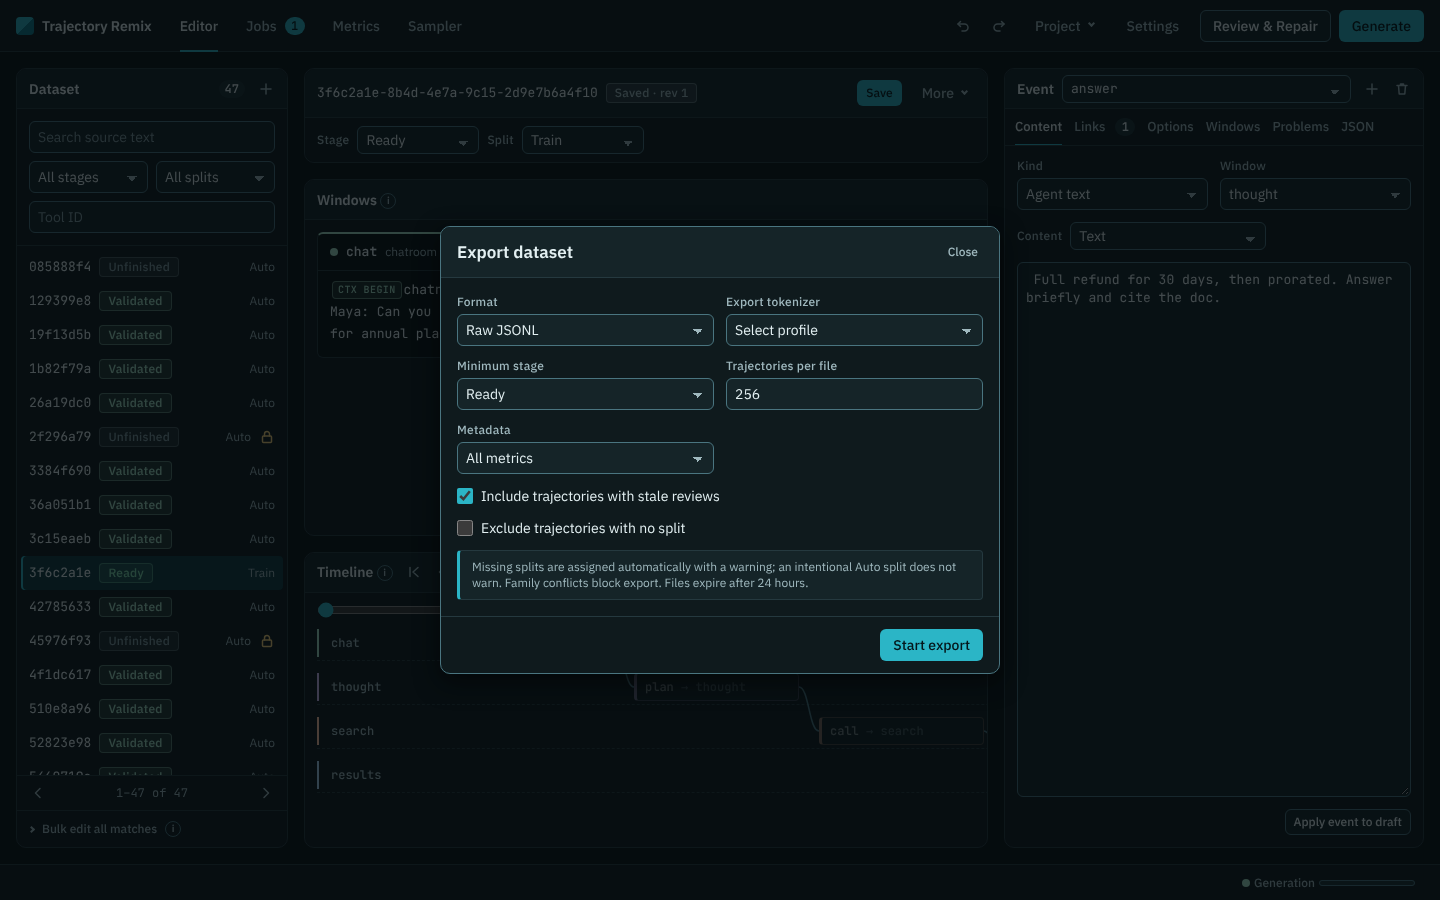 Trajectory Remix
Editor
Jobs 1
Metrics
Sampler
Project
Settings
Review & Repair
Generate
Dataset 47
Search source text
All stages
All splits
Tool ID
085888f4 Unfinished Auto
129399e8 Validated Auto
19f13d5b Validated Auto
1b82f79a Validated Auto
26a19dc0 Validated Auto
2f296a79 Unfinished Auto
3384f690 Validated Auto
36a051b1 Validated Auto
3c15eaeb Validated Auto
3f6c2a1e Ready Train
42785633 Validated Auto
45976f93 Unfinished Auto
4f1dc617 Validated Auto
510e8a96 Validated Auto
52823e98 Validated Auto
1–47 of 47
Bulk edit all matches
3f6c2a1e-8b4d-4e7a-9c15-2d9e7b6a4f10 Saved · rev 1
Save
More
Stage Ready
Split Train
Windows
chat chatroom
CTX BEGIN
Maya: Can you
for annual
Export dataset
Close
Format
Export tokenizer
Raw JSONL
Select profile
Minimum stage
Trajectories per file
Ready
256
Metadata
All metrics
Include trajectories with stale reviews
Exclude trajectories with no split
Missing splits are assigned automatically with a warning; an intentional Auto split does not
warn. Family conflicts block export. Files expire after 24 hours.
Start export
Timeline
chat
thought
plan → thought
search
call → search
results
Event answer
Content
Links 1
Options
Windows
Problems
JSON
Kind
Window
Agent text
thought
Content Text
Full refund for 30 days, then prorated. Answer
briefly and cite the doc.
Apply event to draft
Generation